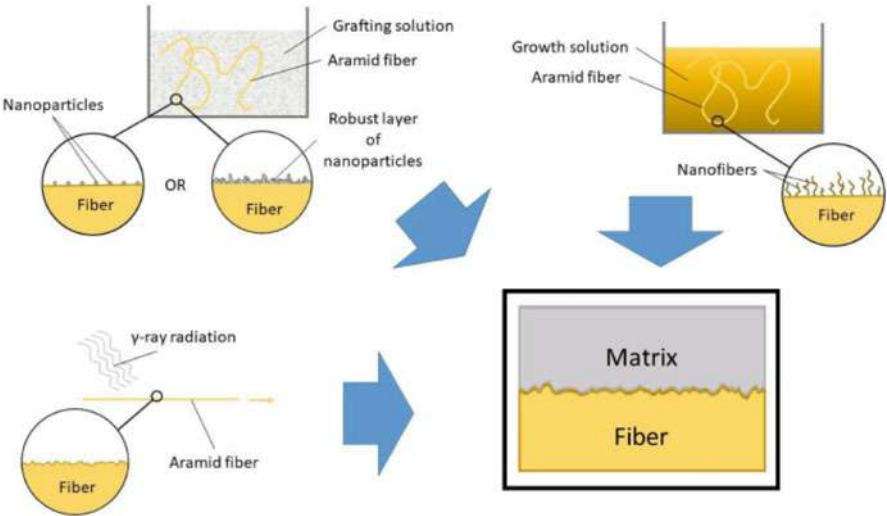 Grafting solution
Aramid fiber
Nanoparticles
Robust layer
of
nanoparticles
OR
Fiber
Fiber
Growth solution
Aramid fiber
Nanofibers
Fiber
γ-ray radiation
Aramid fiber
Fiber
Matrix
Fiber